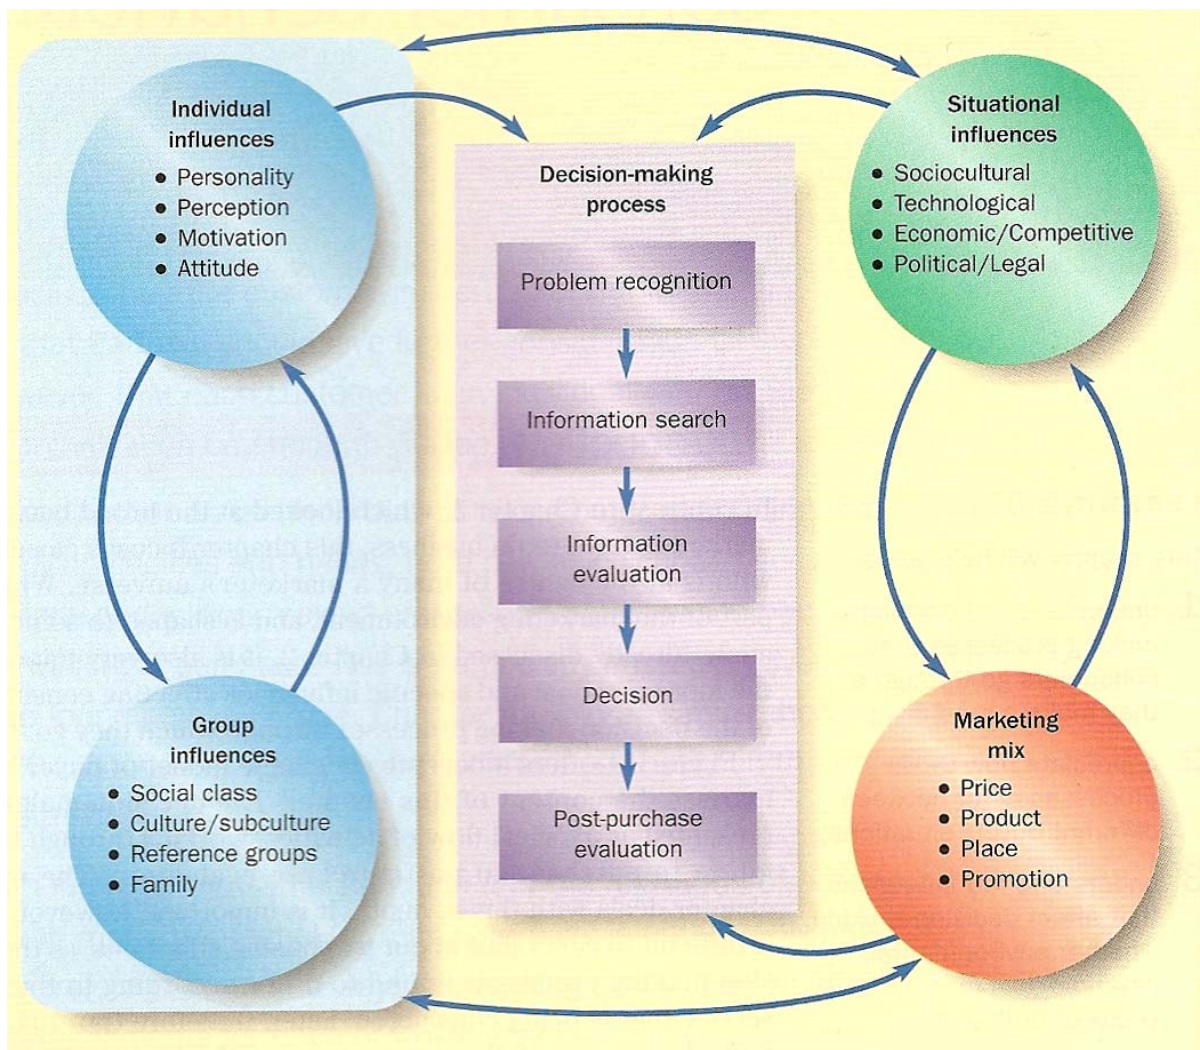 Individual
influences
• Personality
• Perception
• Motivation
• Attitude
Group
influences
• Social class
• Culture/subculture
• Reference groups
• Family
Decision-making
process
Problem recognition
Information search
Information
evaluation
Decision
Post-purchase
evaluation
Situational
influences
• Sociocultural
• Technological
• Economic/Competitive
• Political/Legal
Marketing
mix
• Price
• Product
• Place
• Promotion